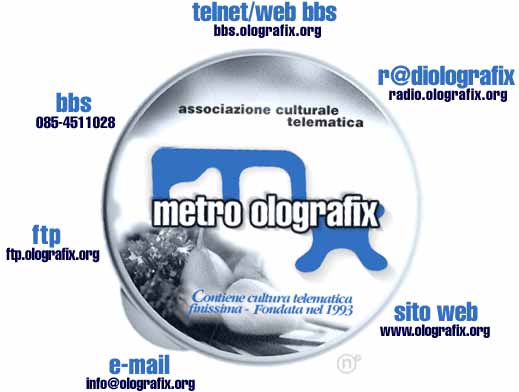 telnet/web bbs
bbs.olografix.org
r@diolografix
radio.olografix.org
bbs
085-4511028
associazione culturale
telematica
metro olografix
ftp
ftp.olografix.org
Contiene cultura telematica
finissima - Fondata nel 1993
sito web
www.olografix.org
e-mail
info@olografix.org